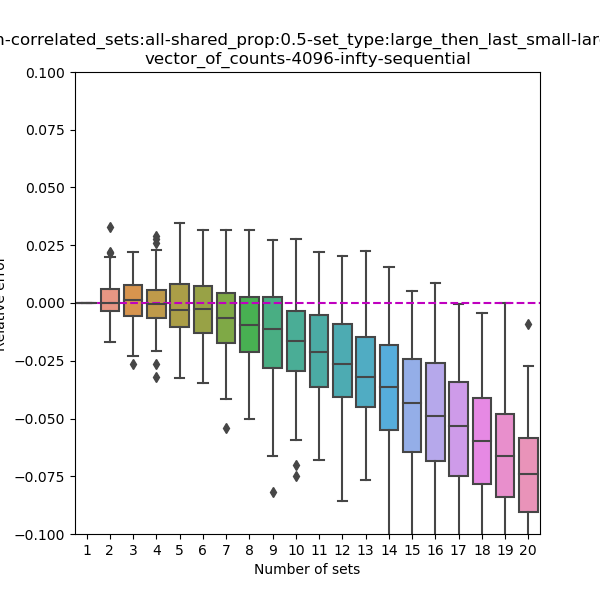 n-correlated_sets:all-shared_prop:0.5-set_type:large_then_last_small-lar
vector_of_counts-4096-infty-sequential
0.100
0.075
0.050
0.025
0.000
−0.025
−0.050
−0.075
−0.100
Relative error
1 2 3 4 5 6 7 8 9 10 11 12 13 14 15 16 17 18 19 20
Number of sets